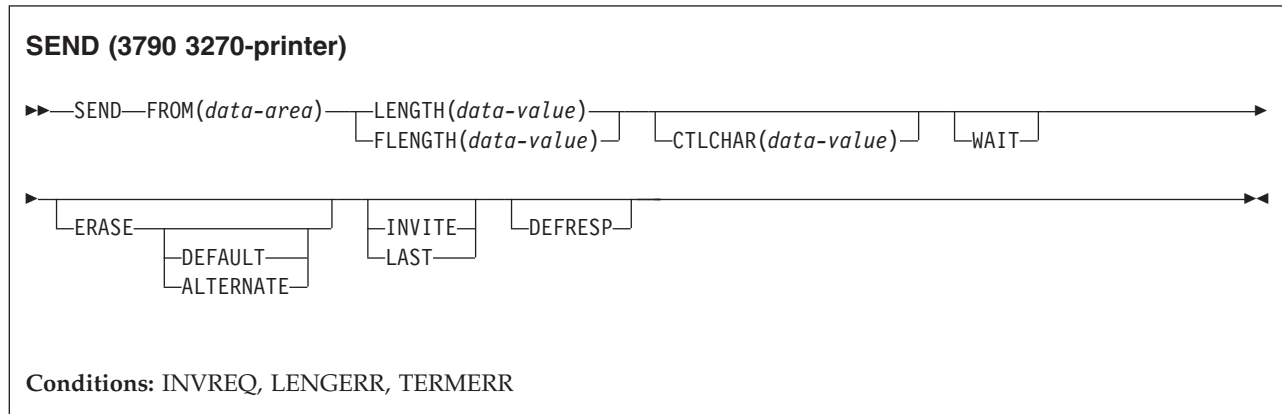 SEND (3790 3270-printer)
SEND FROM(data-area) LENGTH(data-value)
FLENGTH(data-value) CTLCHAR(data-value) WAIT
ERASE INVITE DEFRESP
DEFAULT LAST
ALTERNATE
Conditions: INVREQ, LENGERR, TERMERR